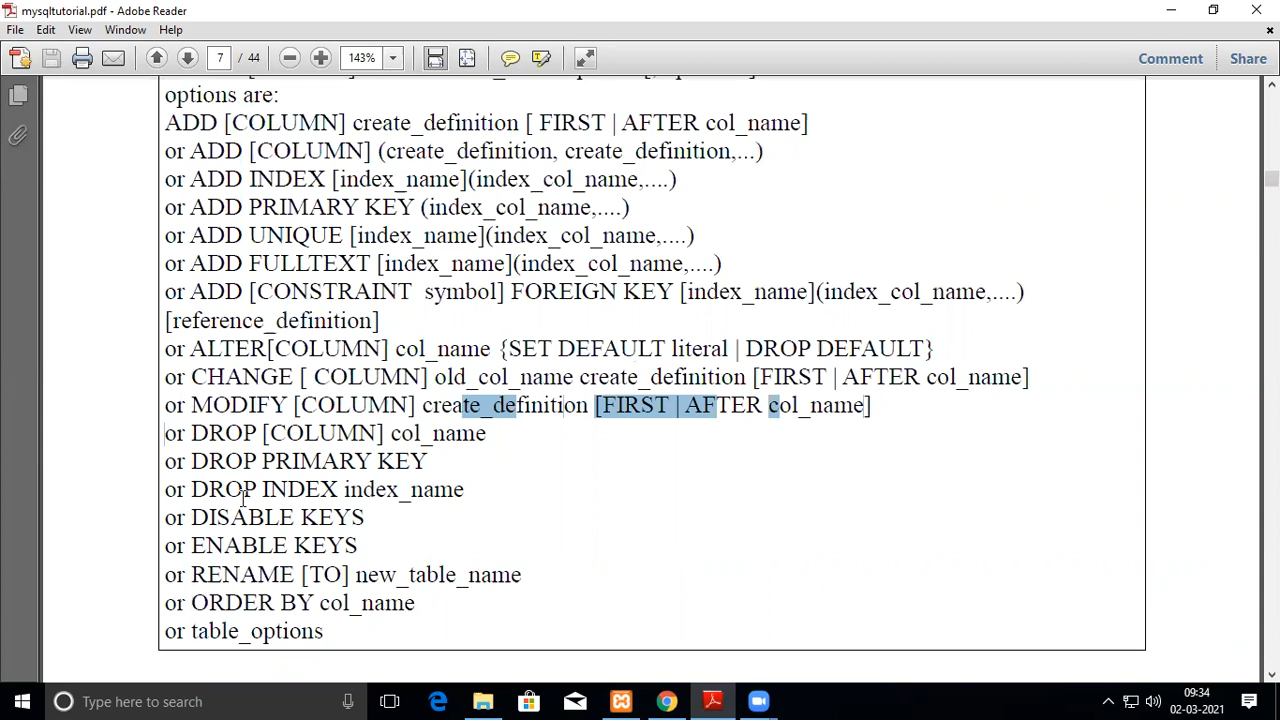 mysqltutorial.pdf - Adobe Reader
File Edit View Window Help
7 / 44 143% Comment Share
options are:
ADD [COLUMN] create_definition [ FIRST | AFTER col_name]
or ADD [COLUMN] (create_definition, create_definition,...)
or ADD INDEX [index_name](index_col_name,....)
or ADD PRIMARY KEY (index_col_name,....)
or ADD UNIQUE [index_name](index_col_name,....)
or ADD FULLTEXT [index_name](index_col_name,....)
or ADD [CONSTRAINT symbol] FOREIGN KEY [index_name](index_col_name,....)
[reference_definition]
or ALTER[COLUMN] col_name {SET DEFAULT literal | DROP DEFAULT}
or CHANGE [ COLUMN] old_col_name create_definition [FIRST | AFTER col_name]
or MODIFY [COLUMN] create_definition [FIRST | AFTER col_name]
or DROP [COLUMN] col_name
or DROP PRIMARY KEY
or DROP INDEX index_name
or DISABLE KEYS
or ENABLE KEYS
or RENAME [TO] new_table_name
or ORDER BY col_name
or table_options
Type here to search
09:34
02-03-2021